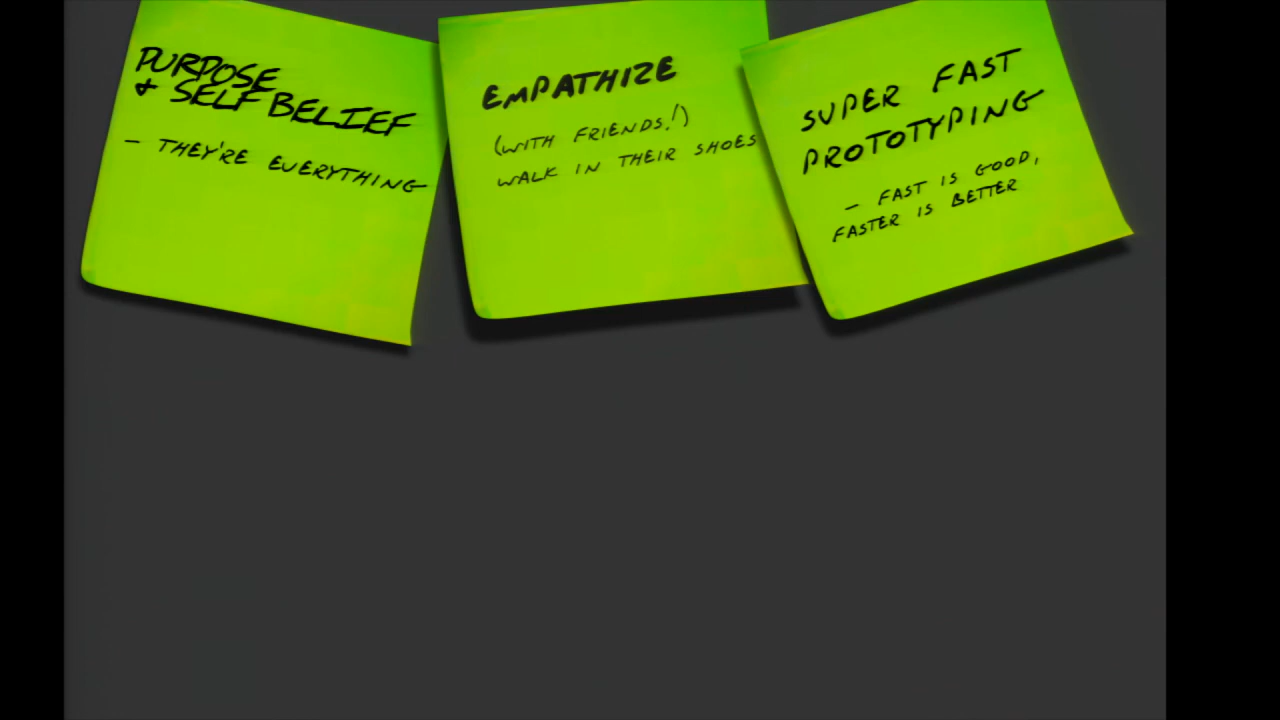 PURPOSE
& SELF BELIEF
- THEY'RE EVERYTHING
EMPATHIZE
(WITH FRIENDS!)
WALK IN THEIR SHOES
SUPER FAST
PROTOTYPING
- FAST IS GOOD,
FASTER IS BETTER